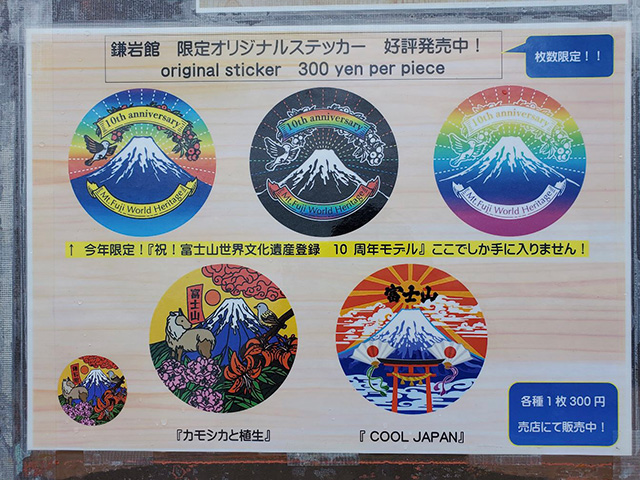 鎌岩館　限定オリジナルステッカー　好評発売中！
original sticker　300 yen per piece
枚数限定！！
10th anniversary
Mt.Fuji World Heritage
10th anniversary
Mt.Fuji World Heritage
10th anniversary
Mt.Fuji World Heritage
↑ 今年限定！『祝！富士山世界文化遺産登録　10 周年モデル』ここでしか手に入りません！
富士山
富士山
『カモシカと植生』
『 COOL JAPAN』
各種１枚 300 円
売店にて販売中！